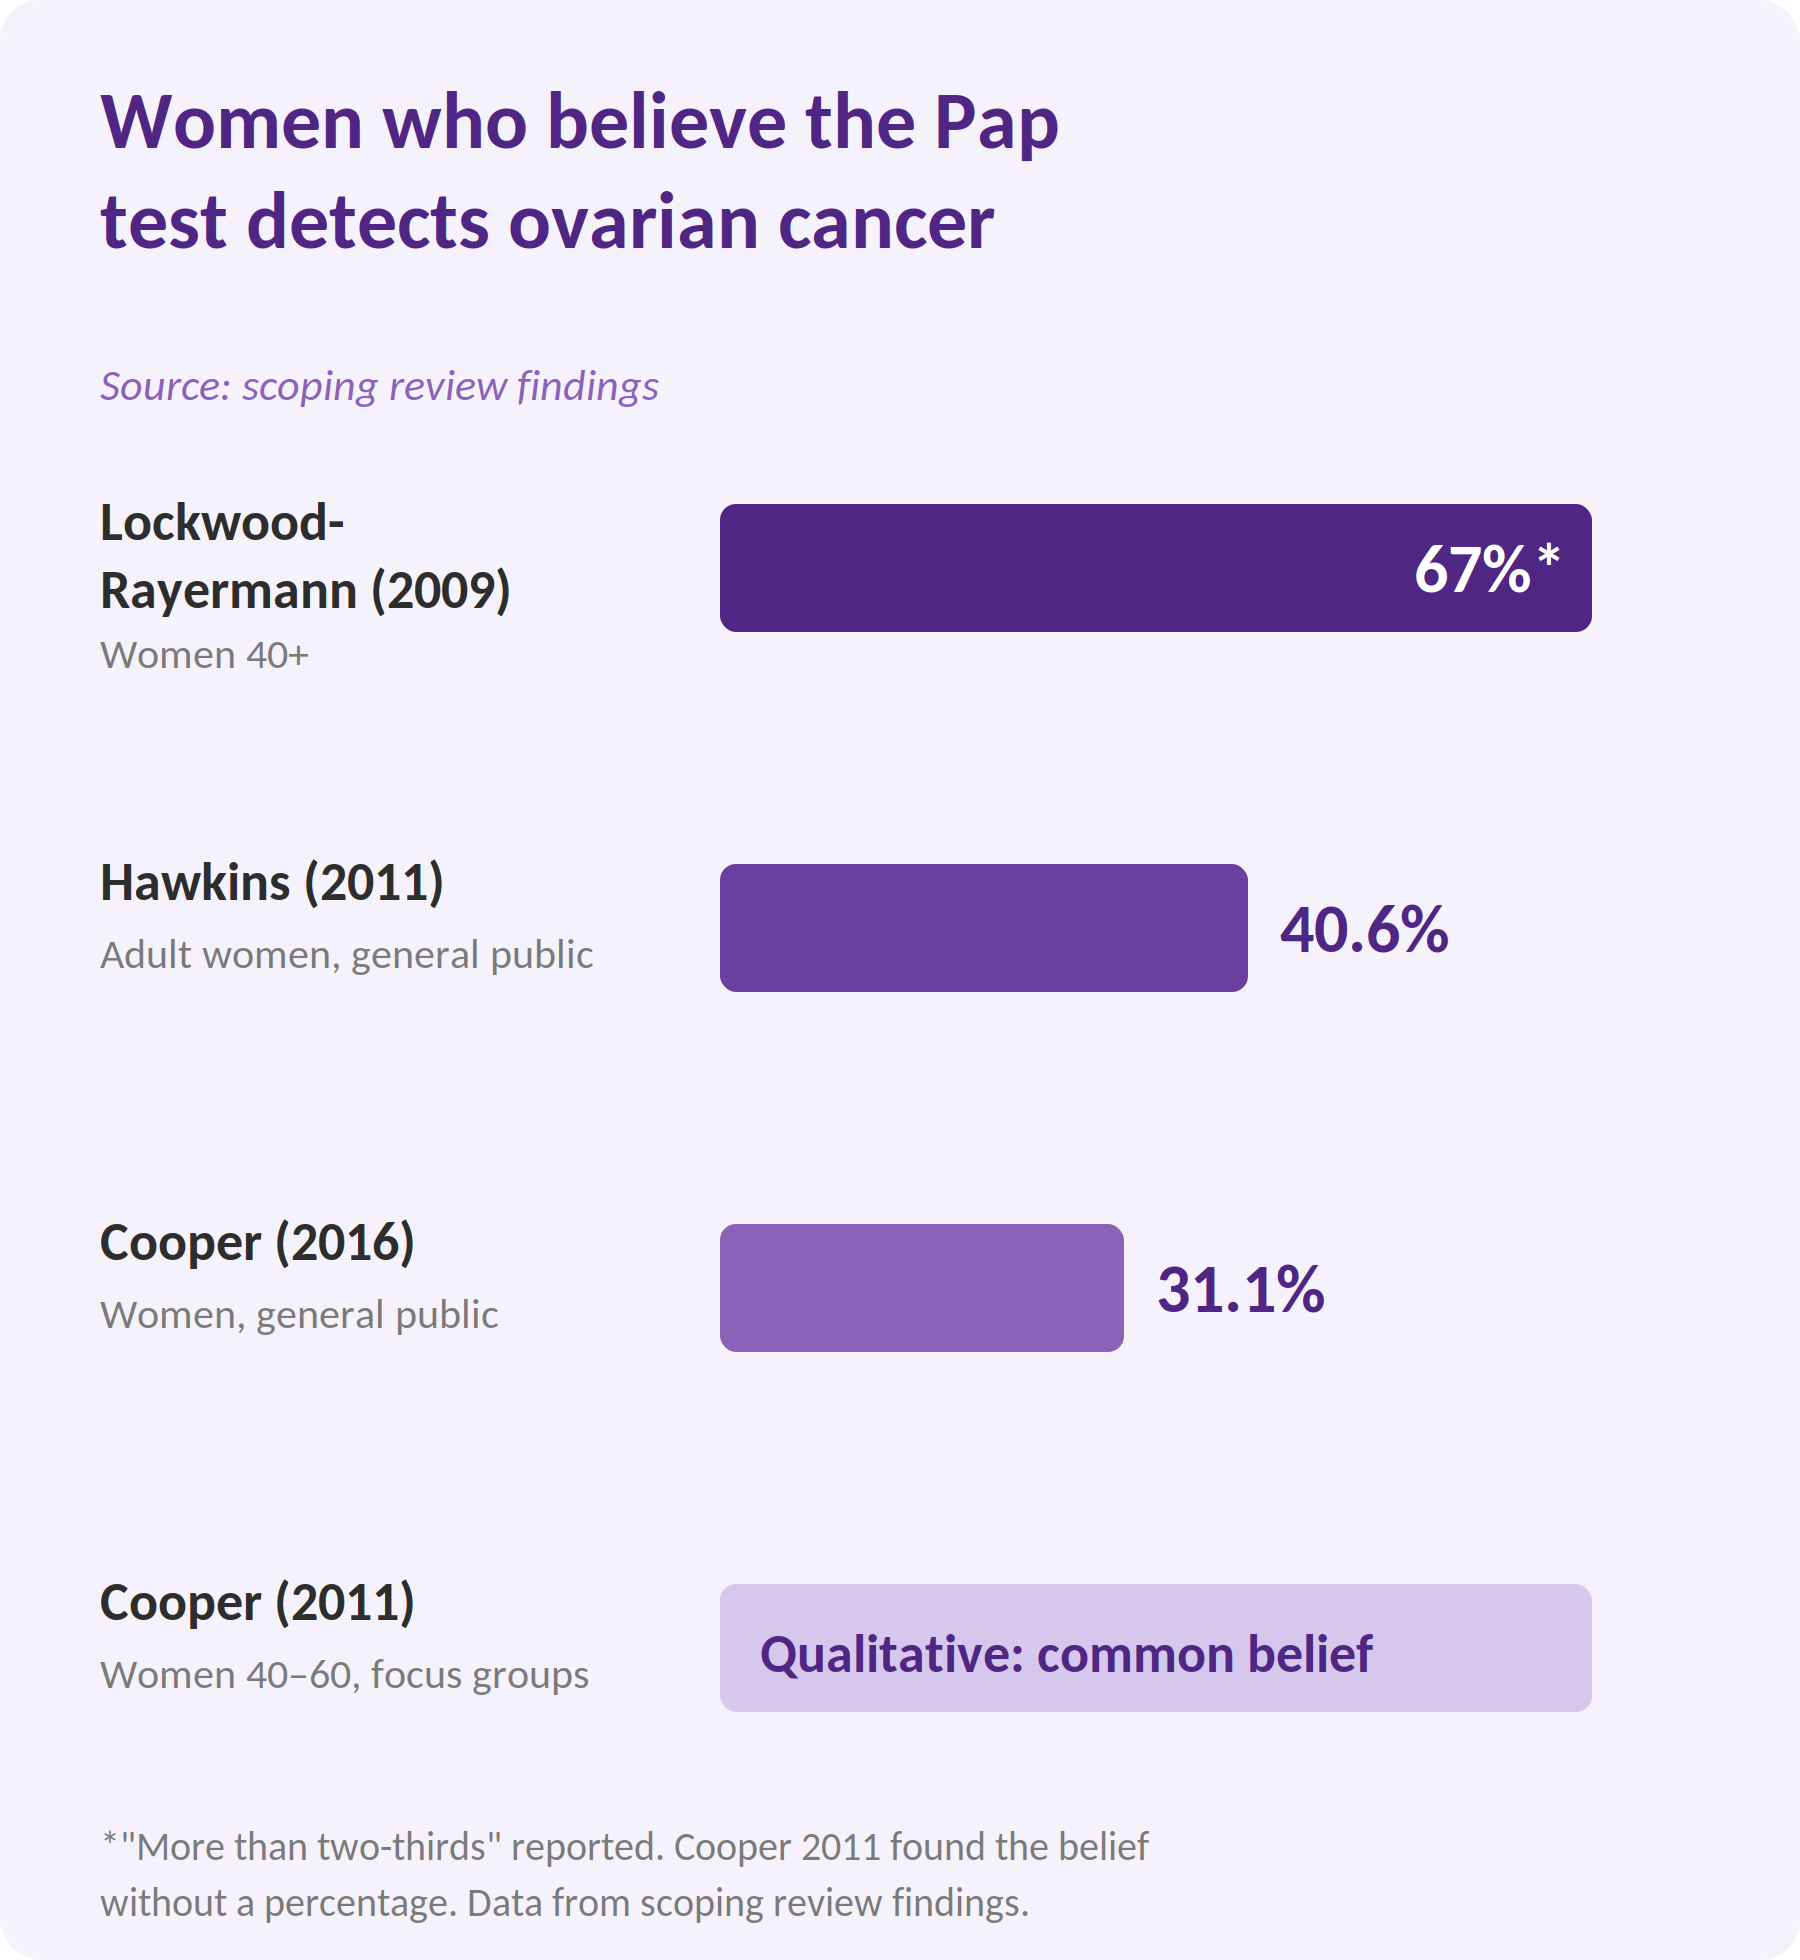 Women who believe the Pap
test detects ovarian cancer
Source: scoping review findings
Lockwood-
Rayermann (2009)
Women 40+
67%*
Hawkins (2011)
Adult women, general public
40.6%
Cooper (2016)
Women, general public
31.1%
Cooper (2011)
Women 40–60, focus groups
Qualitative: common belief
*"More than two-thirds" reported. Cooper 2011 found the belief
without a percentage. Data from scoping review findings.